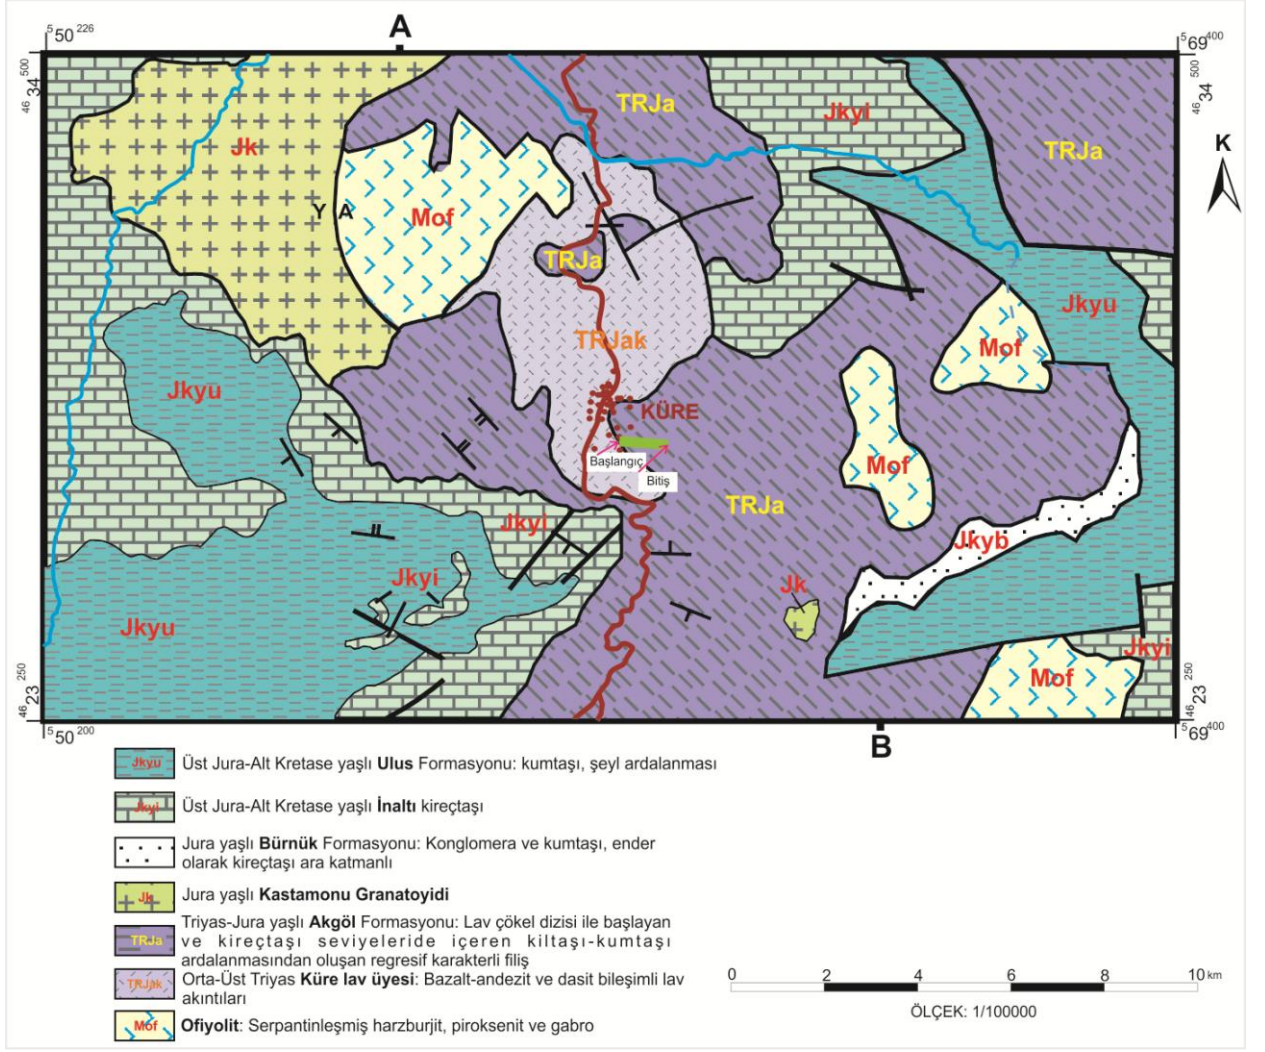 A
5 50 226
5 69 400
46 34 500
46 34 500
K
TRJa
Jkyi
TRJa
Jk
Y A
Mof
TRJa
Jkyu
TRJak
Mof
Jkyu
KÜRE
Başlangıç
Bitiş
Mof
TRJa
Jkyi
Jkyb
Jkyi
Jk
Jkyu
Jkyi
Mof
46 23 250
46 23 250
5 50 200
B
5 69 400
Jkyu Üst Jura-Alt Kretase yaşlı Ulus Formasyonu: kumtaşı, şeyl ardalanması
Jkyi Üst Jura-Alt Kretase yaşlı İnaltı kireçtaşı
Jura yaşlı Bürnük Formasyonu: Konglomera ve kumtaşı, ender
olarak kireçtaşı ara katmanlı
Jk Jura yaşlı Kastamonu Granatoyidi
Triyas-Jura yaşlı Akgöl Formasyonu: Lav çökel dizisi ile başlayan
TRJa ve kireçtaşı seviyeleride içeren kiltaşı-kumtaşı
ardalanmasından oluşan regresif karakterli filiş
TRJak Orta-Üst Triyas Küre lav üyesi: Bazalt-andezit ve dasit bileşimli lav
akıntıları
Mof Ofiyolit: Serpantinleşmiş harzburjit, piroksenit ve gabro
0 2 4 6 8 10 km
ÖLÇEK: 1/100000